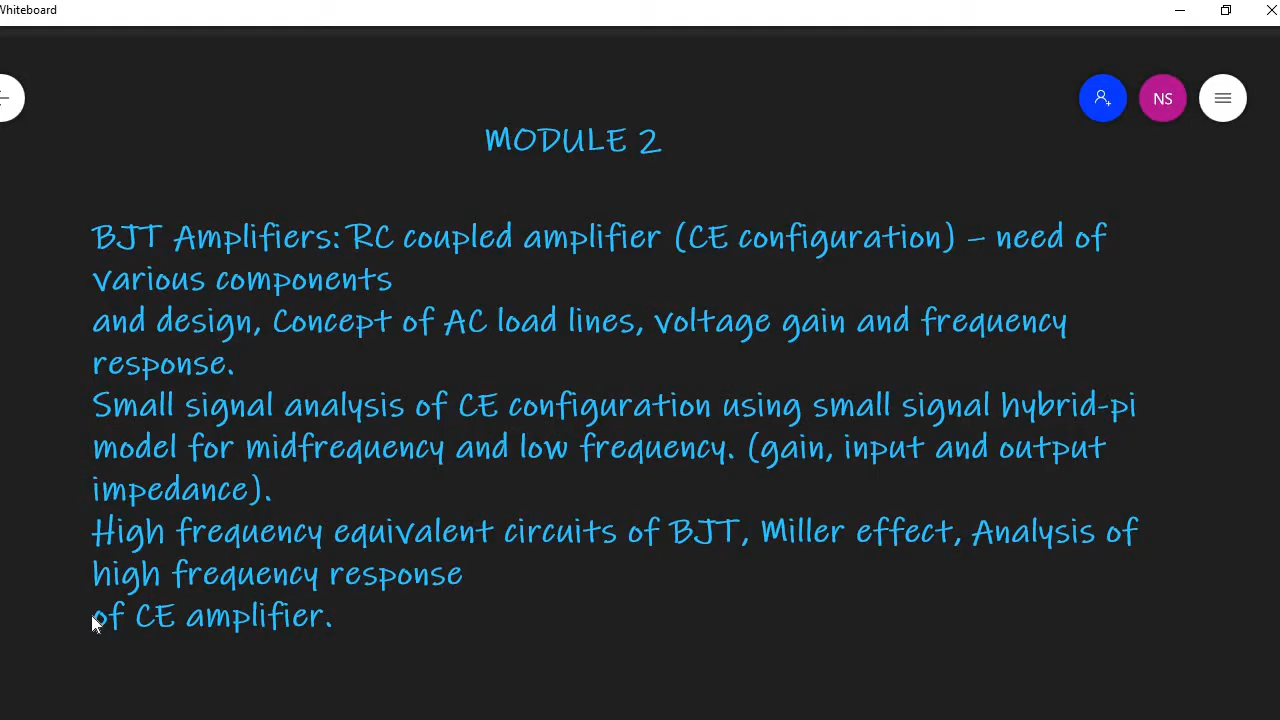 Whiteboard
NS
MODULE 2
BJT Amplifiers: RC coupled amplifier (CE configuration) – need of
various components
and design, Concept of AC load lines, voltage gain and frequency
response.
Small signal analysis of CE configuration using small signal hybrid-pi
model for midfrequency and low frequency. (gain, input and output
impedance).
High frequency equivalent circuits of BJT, Miller effect, Analysis of
high frequency response
of CE amplifier.